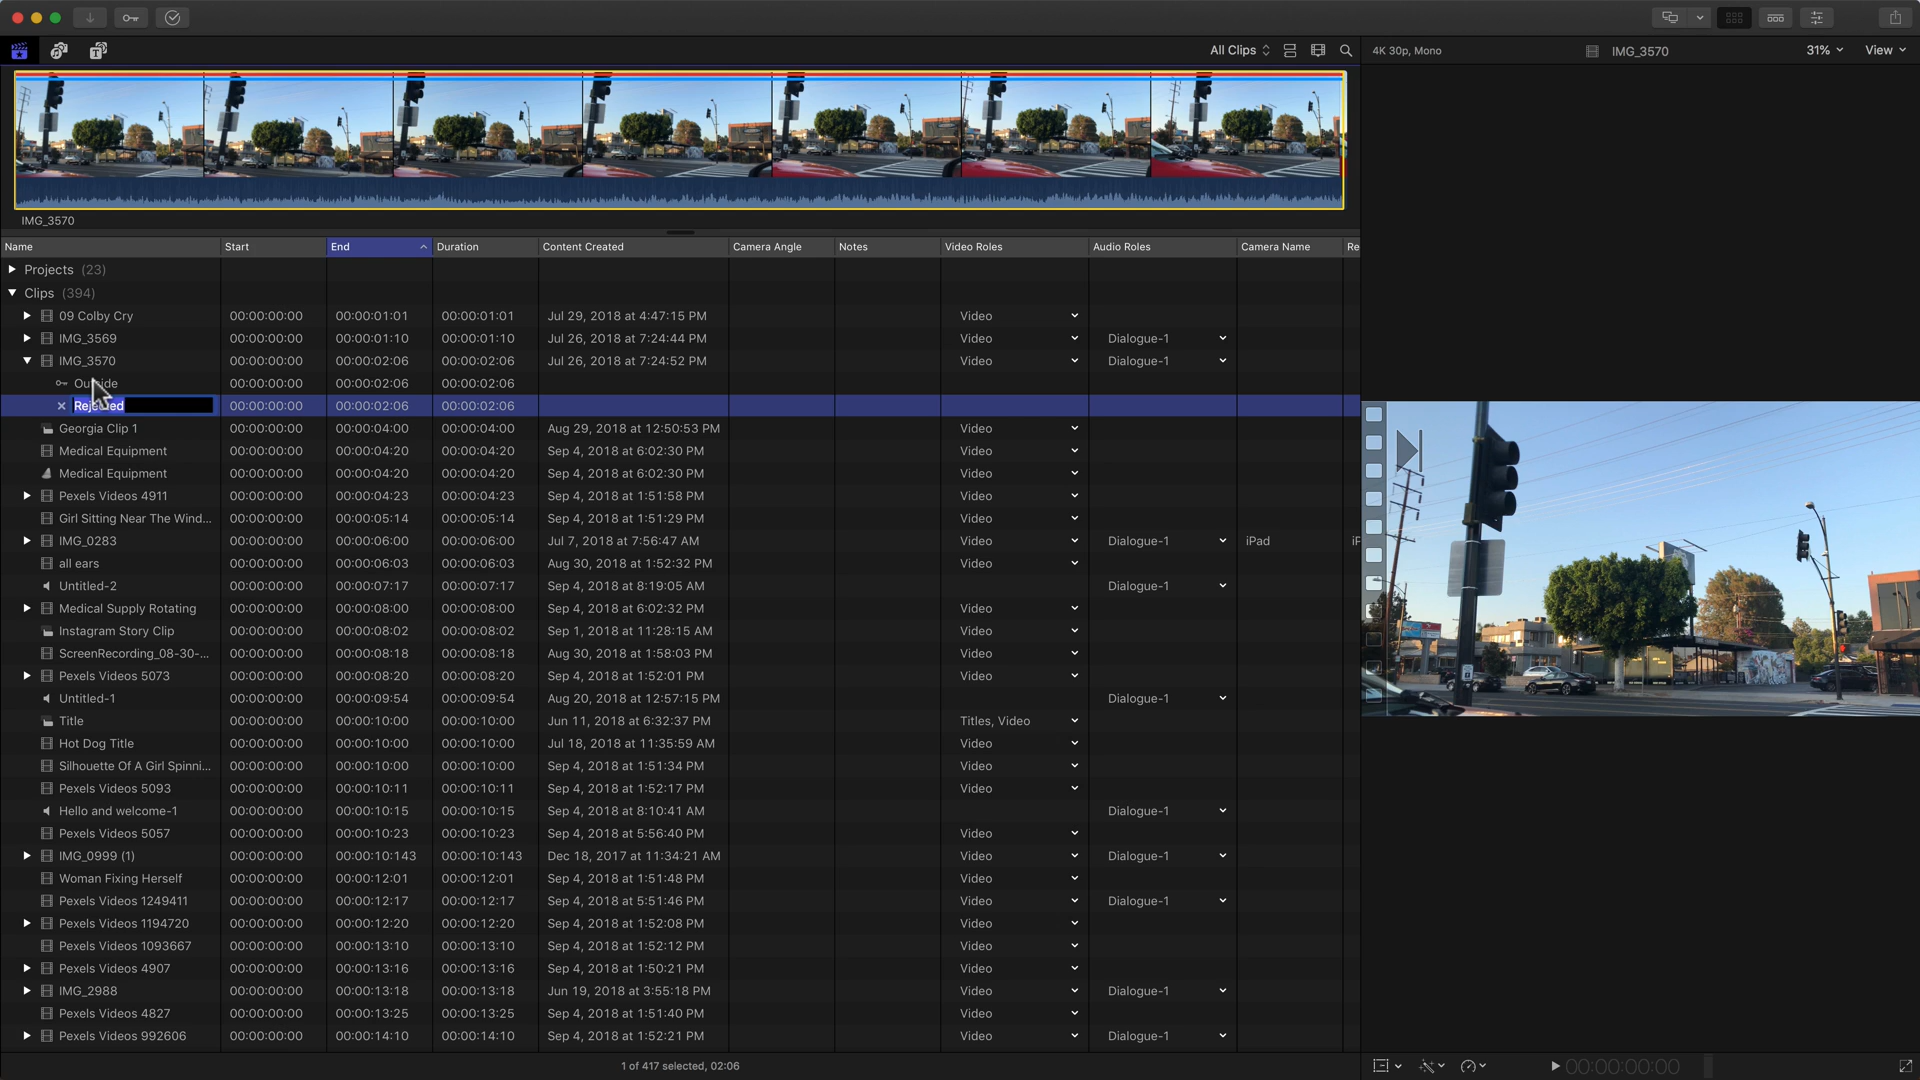 All Clips
4K 30p, Mono
IMG_3570
31%
View
IMG_3570
Name Start End Duration Content Created Camera Angle Notes Video Roles Audio Roles Camera Name Re
Projects (23)
Clips (394)
09 Colby Cry 00:00:00:00 00:00:01:01 00:00:01:01 Jul 29, 2018 at 4:47:15 PM Video
IMG_3569 00:00:00:00 00:00:01:10 00:00:01:10 Jul 26, 2018 at 7:24:44 PM Video Dialogue-1
IMG_3570 00:00:00:00 00:00:02:06 00:00:02:06 Jul 26, 2018 at 7:24:52 PM Video Dialogue-1
Outside 00:00:00:00 00:00:02:06 00:00:02:06
Rejected 00:00:00:00 00:00:02:06 00:00:02:06
Georgia Clip 1 00:00:00:00 00:00:04:00 00:00:04:00 Aug 29, 2018 at 12:50:53 PM Video
Medical Equipment 00:00:00:00 00:00:04:20 00:00:04:20 Sep 4, 2018 at 6:02:30 PM Video
Medical Equipment 00:00:00:00 00:00:04:20 00:00:04:20 Sep 4, 2018 at 6:02:30 PM Video
Pexels Videos 4911 00:00:00:00 00:00:04:23 00:00:04:23 Sep 4, 2018 at 1:51:58 PM Video
Girl Sitting Near The Wind... 00:00:00:00 00:00:05:14 00:00:05:14 Sep 4, 2018 at 1:51:29 PM Video
IMG_0283 00:00:00:00 00:00:06:00 00:00:06:00 Jul 7, 2018 at 7:56:47 AM Video Dialogue-1 iPad iP
all ears 00:00:00:00 00:00:06:03 00:00:06:03 Aug 30, 2018 at 1:52:32 PM Video
Untitled-2 00:00:00:00 00:00:07:17 00:00:07:17 Sep 4, 2018 at 8:19:05 AM Dialogue-1
Medical Supply Rotating 00:00:00:00 00:00:08:00 00:00:08:00 Sep 4, 2018 at 6:02:32 PM Video
Instagram Story Clip 00:00:00:00 00:00:08:02 00:00:08:02 Sep 1, 2018 at 11:28:15 AM Video
ScreenRecording_08-30-... 00:00:00:00 00:00:08:18 00:00:08:18 Aug 30, 2018 at 1:58:03 PM Video
Pexels Videos 5073 00:00:00:00 00:00:08:20 00:00:08:20 Sep 4, 2018 at 1:52:01 PM Video
Untitled-1 00:00:00:00 00:00:09:54 00:00:09:54 Aug 20, 2018 at 12:57:15 PM Dialogue-1
Title 00:00:00:00 00:00:10:00 00:00:10:00 Jun 11, 2018 at 6:32:37 PM Titles, Video
Hot Dog Title 00:00:00:00 00:00:10:00 00:00:10:00 Jul 18, 2018 at 11:35:59 AM Video
Silhouette Of A Girl Spinni... 00:00:00:00 00:00:10:00 00:00:10:00 Sep 4, 2018 at 1:51:34 PM Video
Pexels Videos 5093 00:00:00:00 00:00:10:11 00:00:10:11 Sep 4, 2018 at 1:52:17 PM Video
Hello and welcome-1 00:00:00:00 00:00:10:15 00:00:10:15 Sep 4, 2018 at 8:10:41 AM Dialogue-1
Pexels Videos 5057 00:00:00:00 00:00:10:23 00:00:10:23 Sep 4, 2018 at 5:56:40 PM Video
IMG_0999 (1) 00:00:00:00 00:00:10:143 00:00:10:143 Dec 18, 2017 at 11:34:21 AM Video Dialogue-1
Woman Fixing Herself 00:00:00:00 00:00:12:01 00:00:12:01 Sep 4, 2018 at 1:51:48 PM Video
Pexels Videos 1249411 00:00:00:00 00:00:12:17 00:00:12:17 Sep 4, 2018 at 5:51:46 PM Video Dialogue-1
Pexels Videos 1194720 00:00:00:00 00:00:12:20 00:00:12:20 Sep 4, 2018 at 1:52:08 PM Video
Pexels Videos 1093667 00:00:00:00 00:00:13:10 00:00:13:10 Sep 4, 2018 at 1:52:12 PM Video
Pexels Videos 4907 00:00:00:00 00:00:13:16 00:00:13:16 Sep 4, 2018 at 1:50:21 PM Video
IMG_2988 00:00:00:00 00:00:13:18 00:00:13:18 Jun 19, 2018 at 3:55:18 PM Video Dialogue-1
Pexels Videos 4827 00:00:00:00 00:00:13:25 00:00:13:25 Sep 4, 2018 at 1:51:40 PM Video
Pexels Videos 992606 00:00:00:00 00:00:14:10 00:00:14:10 Sep 4, 2018 at 1:52:21 PM Video Dialogue-1
1 of 417 selected, 02:06
00:00:00:00